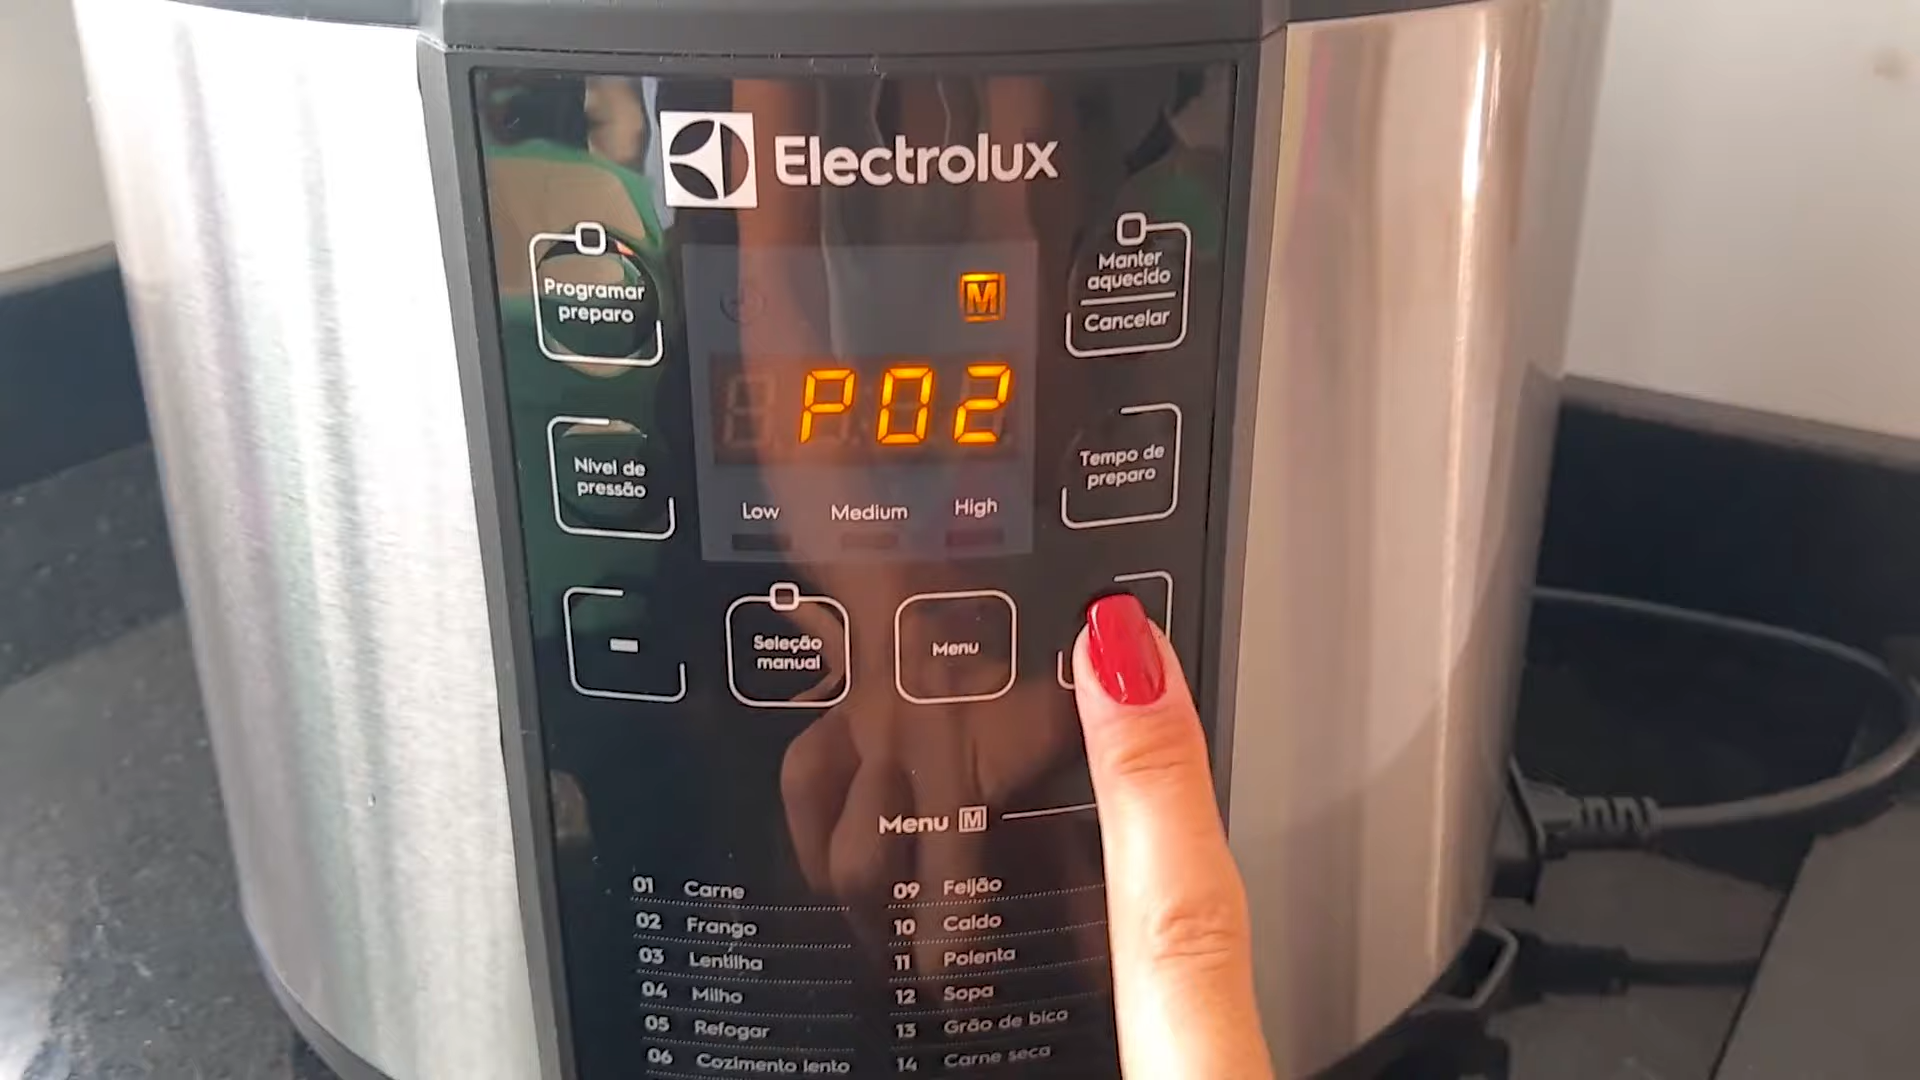 Electrolux
Programar
preparo
M
Manter
aquecido
Cancelar
P02
Nível de
pressão
Tempo de
preparo
Low Medium High
-
Seleção
manual
Menu
Menu M
01 Carne
02 Frango
03 Lentilha
04 Milho
05 Refogar
06 Cozimento lento
09 Feijão
10 Caldo
11 Polenta
12 Sopa
13 Grão de bico
14 Carne seca